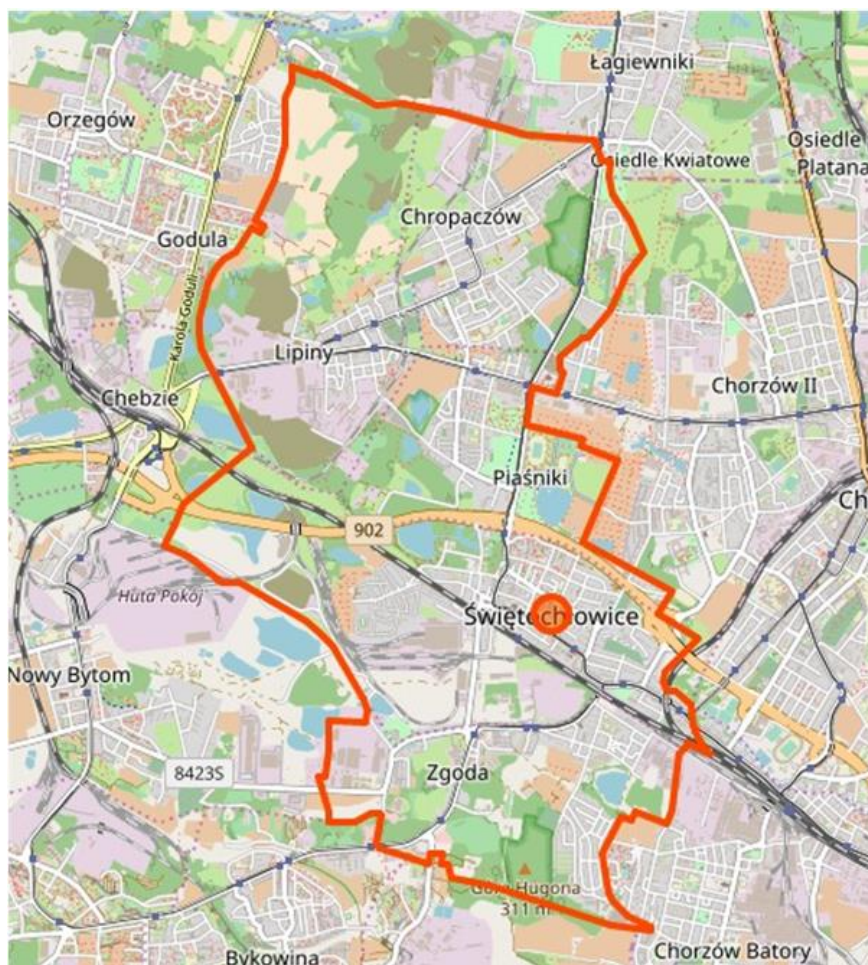 Łagiewniki
Orzegów
Osiedle
Platana
Osiedle Kwiatowe
Chropaczów
Godula
Karola Goduli
Lipiny
Chebzie
Chorzów II
Piaśniki
Ch
902
Huta Pokój
Świętochłowice
Nowy Bytom
8423S
Zgoda
Góra Hugona
311 m
Bykowina
Chorzów Batory